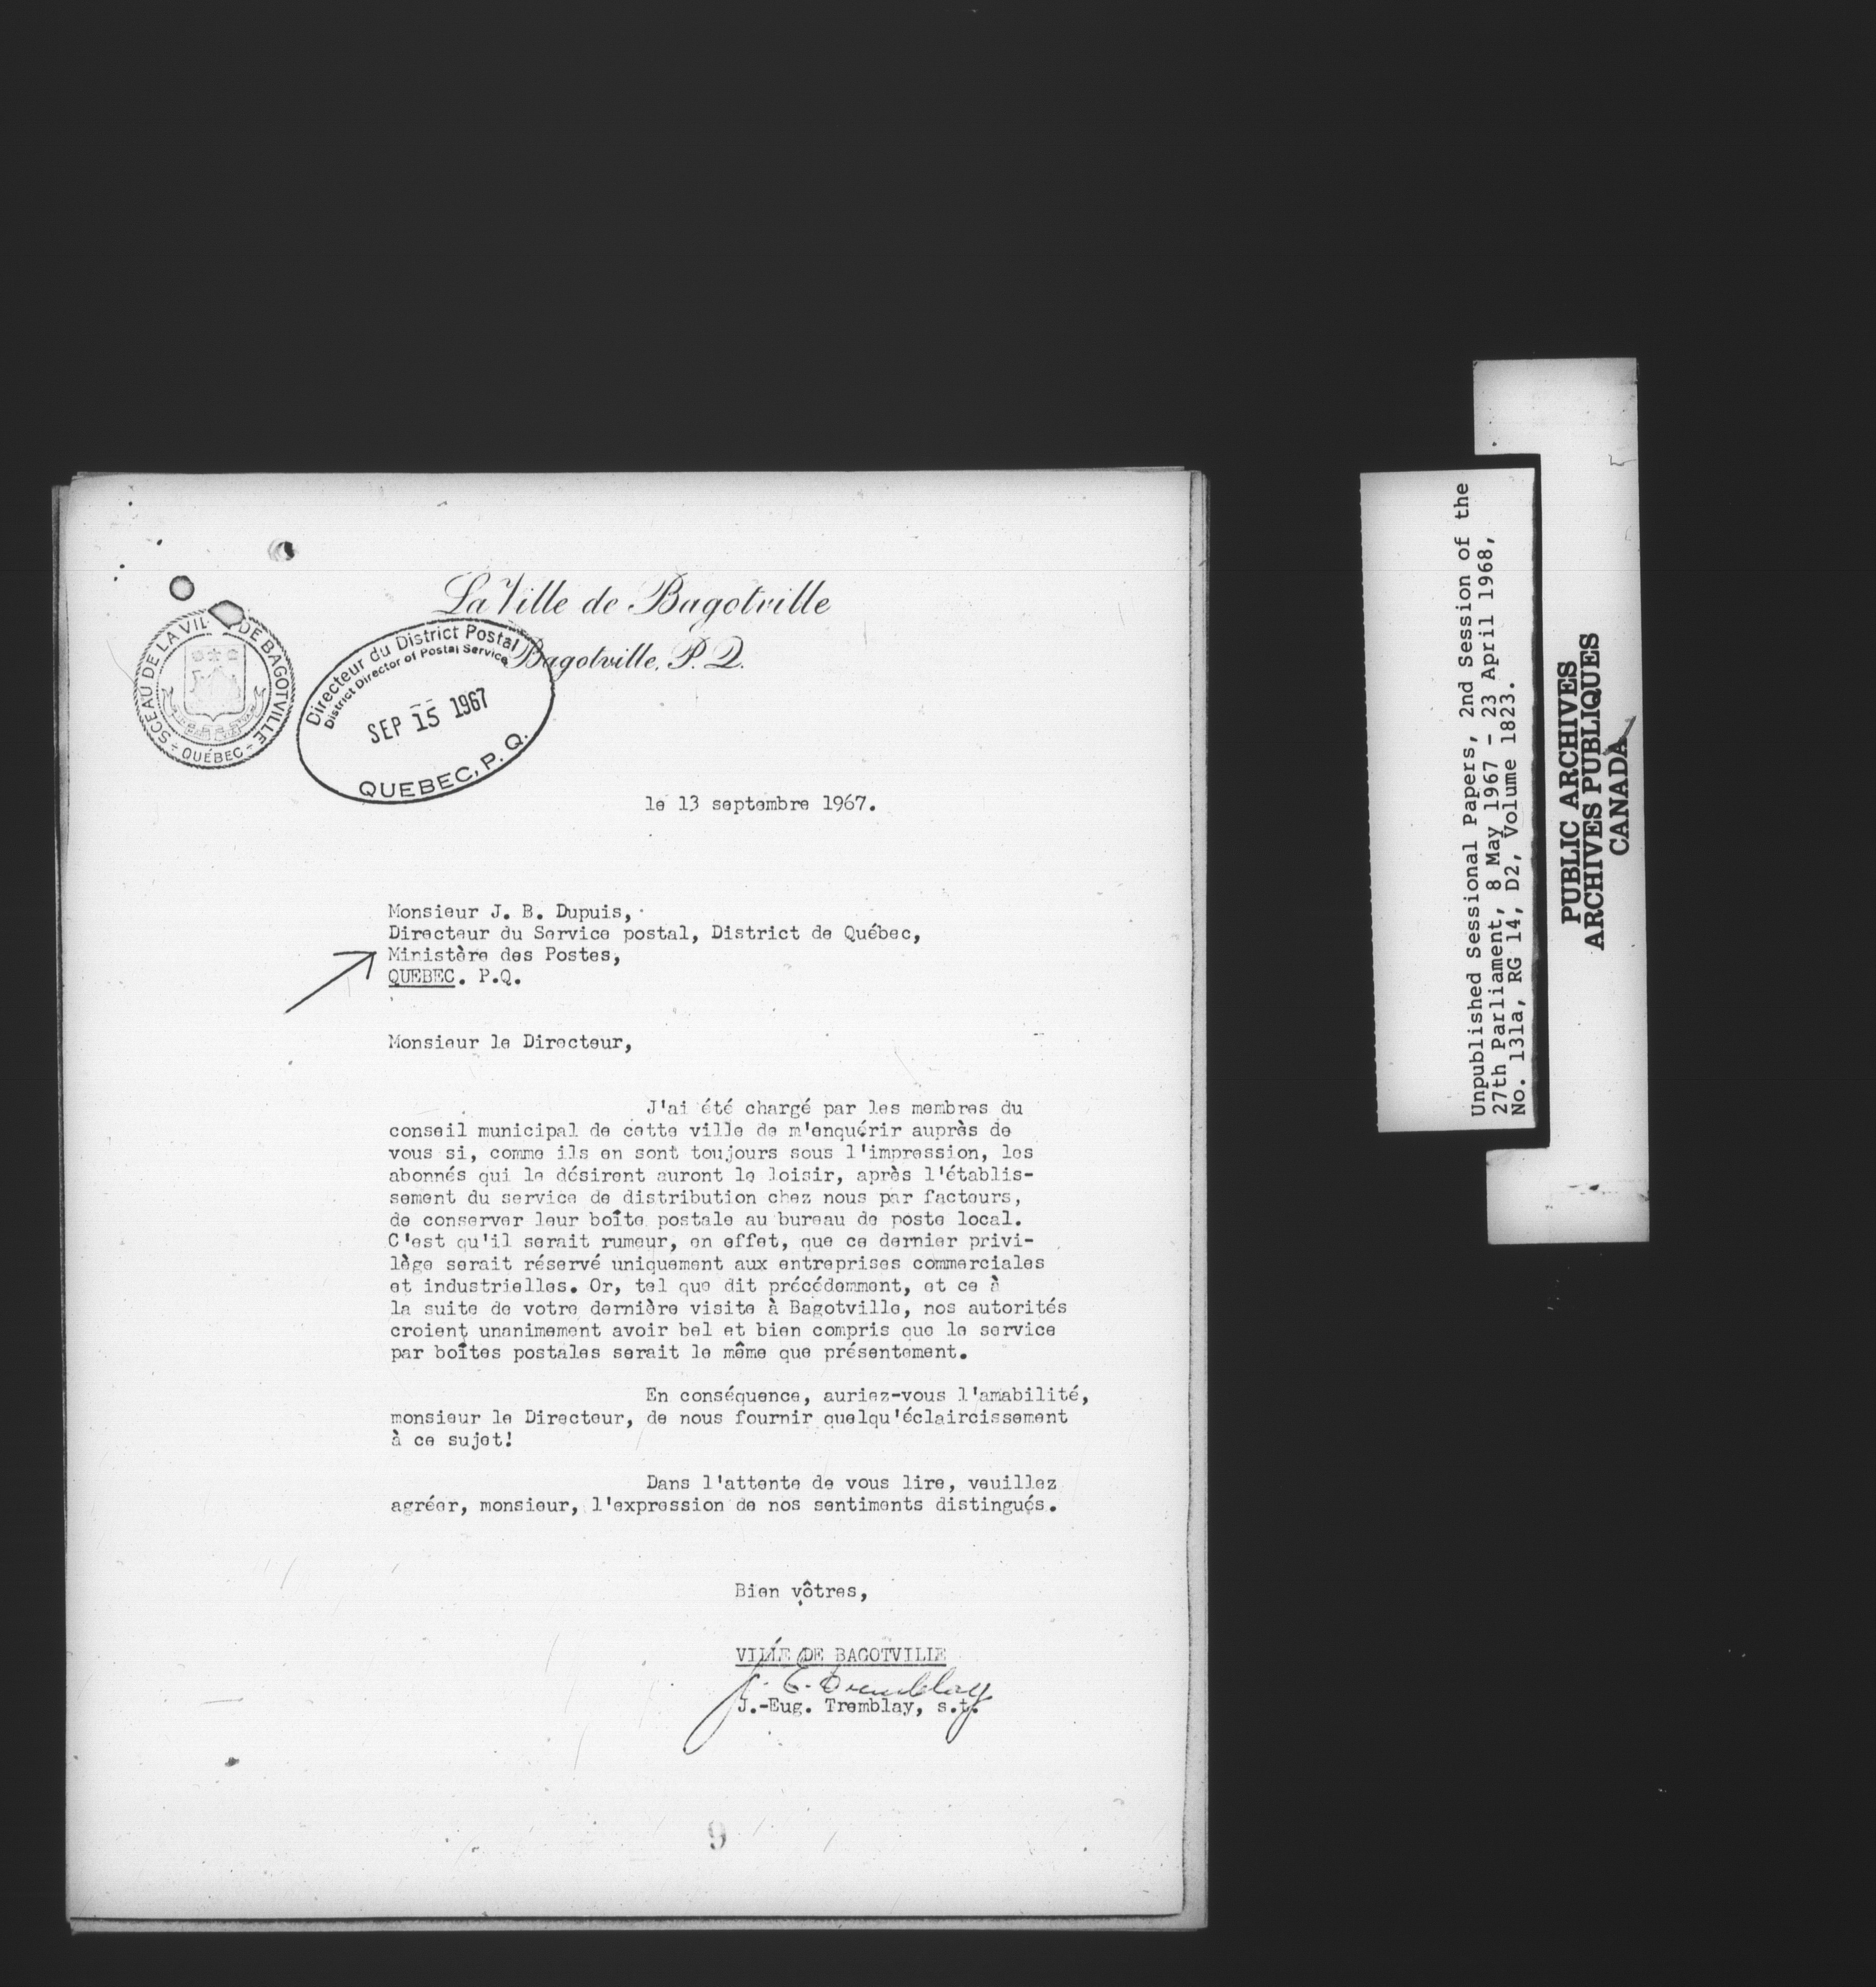 La Ville de Bagotville
Bagotville, P.Q.
SCEAU DE LA VIL DE BAGOTVILLE
- QUÉBEC -
Directeur du District Postal
District Director of Postal Service
SEP 15 1967
QUEBEC, P. Q.
le 13 septembre 1967.
Monsieur J. B. Dupuis,
Directeur du Service postal, District de Québec,
Ministère des Postes,
QUEBEC. P.Q.
Monsieur le Directeur,
J'ai été chargé par les membres du
conseil municipal de cette ville de m'enquérir auprès de
vous si, comme ils en sont toujours sous l'impression, les
abonnés qui le désirent auront le loisir, après l'établis-
sement du service de distribution chez nous par facteurs,
de conserver leur boîte postale au bureau de poste local.
C'est qu'il serait rumeur, en effet, que ce dernier privi-
lège serait réservé uniquement aux entreprises commerciales
et industrielles. Or, tel que dit précédemment, et ce à
la suite de votre dernière visite à Bagotville, nos autorités
croient unanimement avoir bel et bien compris que le service
par boîtes postales serait le même que présentement.
En conséquence, auriez-vous l'amabilité,
monsieur le Directeur, de nous fournir quelqu'éclaircissement
à ce sujet!
Dans l'attente de vous lire, veuillez
agréer, monsieur, l'expression de nos sentiments distingués.
Bien vôtres,
VILLE DE BAGOTVILLE
J. E. Tremblay
J.-Eug. Tremblay, s.t.
9
Unpublished Sessional Papers, 2nd Session of the
27th Parliament, 8 May 1967 - 23 April 1968,
No. 131a, RG 14, D2, Volume 1823.
PUBLIC ARCHIVES
ARCHIVES PUBLIQUES
CANADA